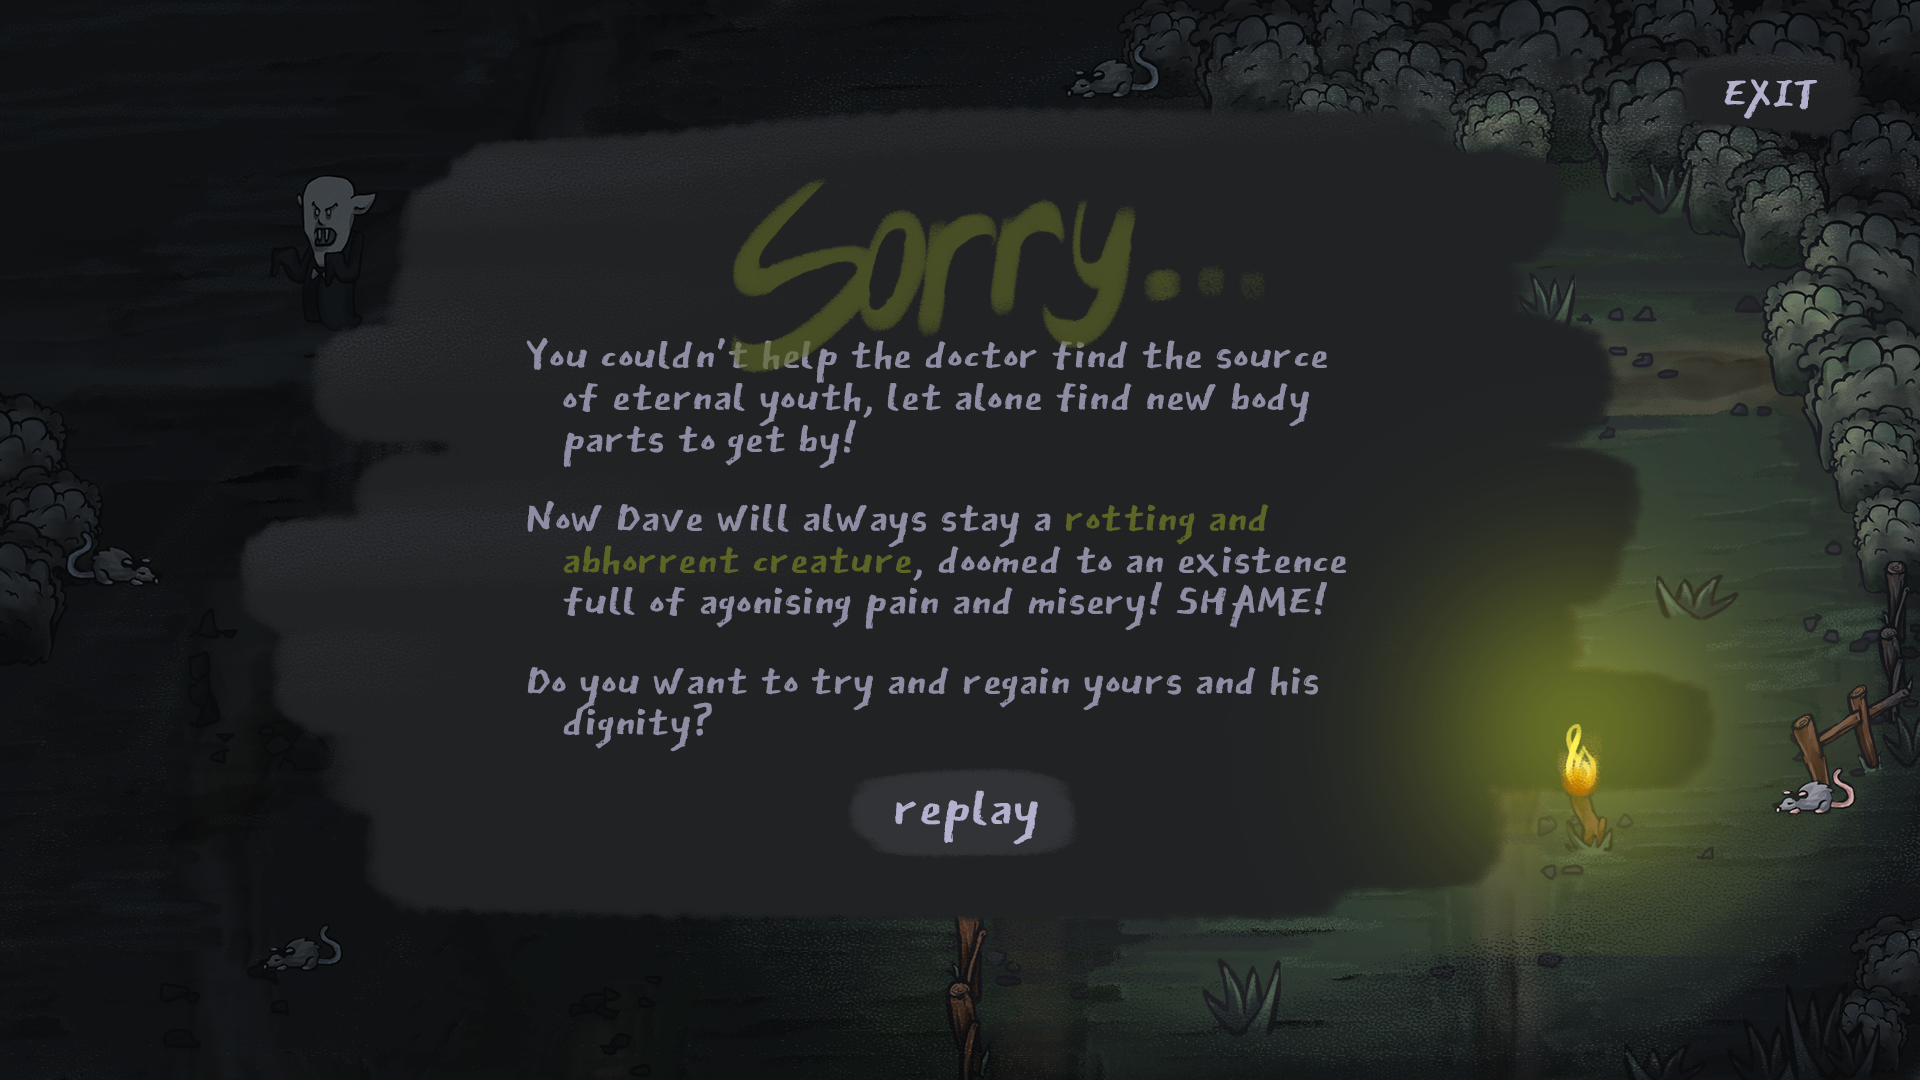 EXIT
Sorry...
You couldn't help the doctor find the source
of eternal youth, let alone find new body
parts to get by!
Now Dave will always stay a rotting and
abhorrent creature, doomed to an existence
full of agonising pain and misery! SHAME!
Do you want to try and regain yours and his
dignity?
replay